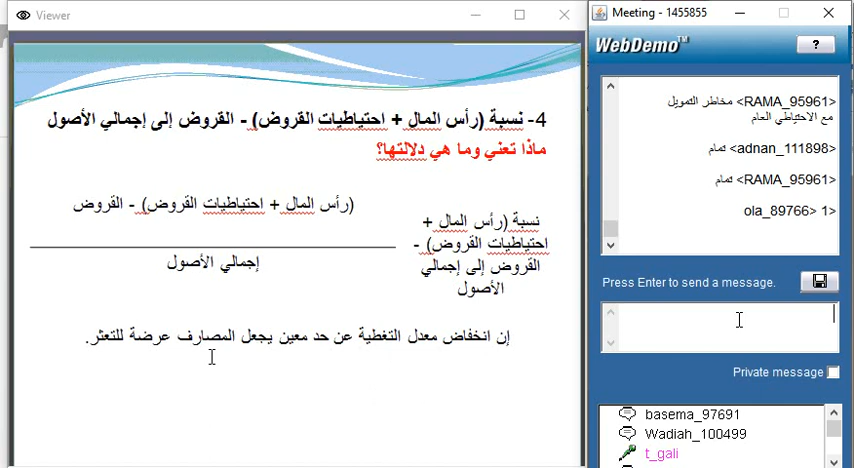 Viewer
4- نسبة (رأس المال + احتياطيات القروض) - القروض إلى إجمالي الأصول
ماذا تعني وما هي دلالتها؟
(رأس المال + احتياطيات القروض) - القروض
إجمالي الأصول
نسبة (رأس المال +
احتياطيات القروض) -
القروض إلى إجمالي
الأصول
إن انخفاض معدل التغطية عن حد معين يجعل المصارف عرضة للتعثر.
Meeting - 1455855
WebDemo™
?
<RAMA_95961> مخاطر التمويل
مع الاحتياطي العام
<adnan_111898> تمام
<RAMA_95961> تمام
ola_89766> 1>
Press Enter to send a message.
Private message
basema_97691
Wadiah_100499
t_gali